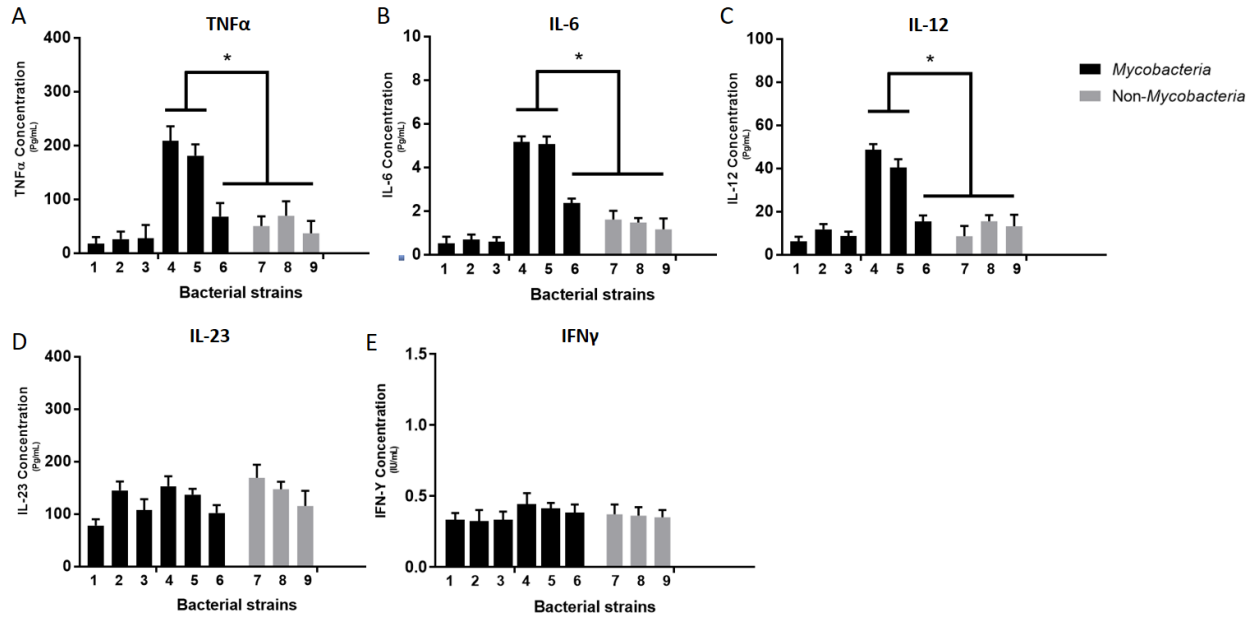 A
TNFα
TNFα Concentration
(Pg/mL)
400
300
200
100
0
*
1 2 3 4 5 6 7 8 9
Bacterial strains
B
IL-6
IL-6 Concentration
(Pg/mL)
10
8
6
4
2
0
*
1 2 3 4 5 6 7 8 9
Bacterial strains
C
IL-12
IL-12 Concentration
(Pg/mL)
100
80
60
40
20
0
*
1 2 3 4 5 6 7 8 9
Bacterial strains
Mycobacteria
Non-Mycobacteria
D
IL-23
IL-23 Concentration
(Pg/mL)
400
300
200
100
0
1 2 3 4 5 6 7 8 9
Bacterial strains
E
IFNγ
IFN-Y Concentration
(IU/mL)
1.5
1.0
0.5
0.0
1 2 3 4 5 6 7 8 9
Bacterial strains